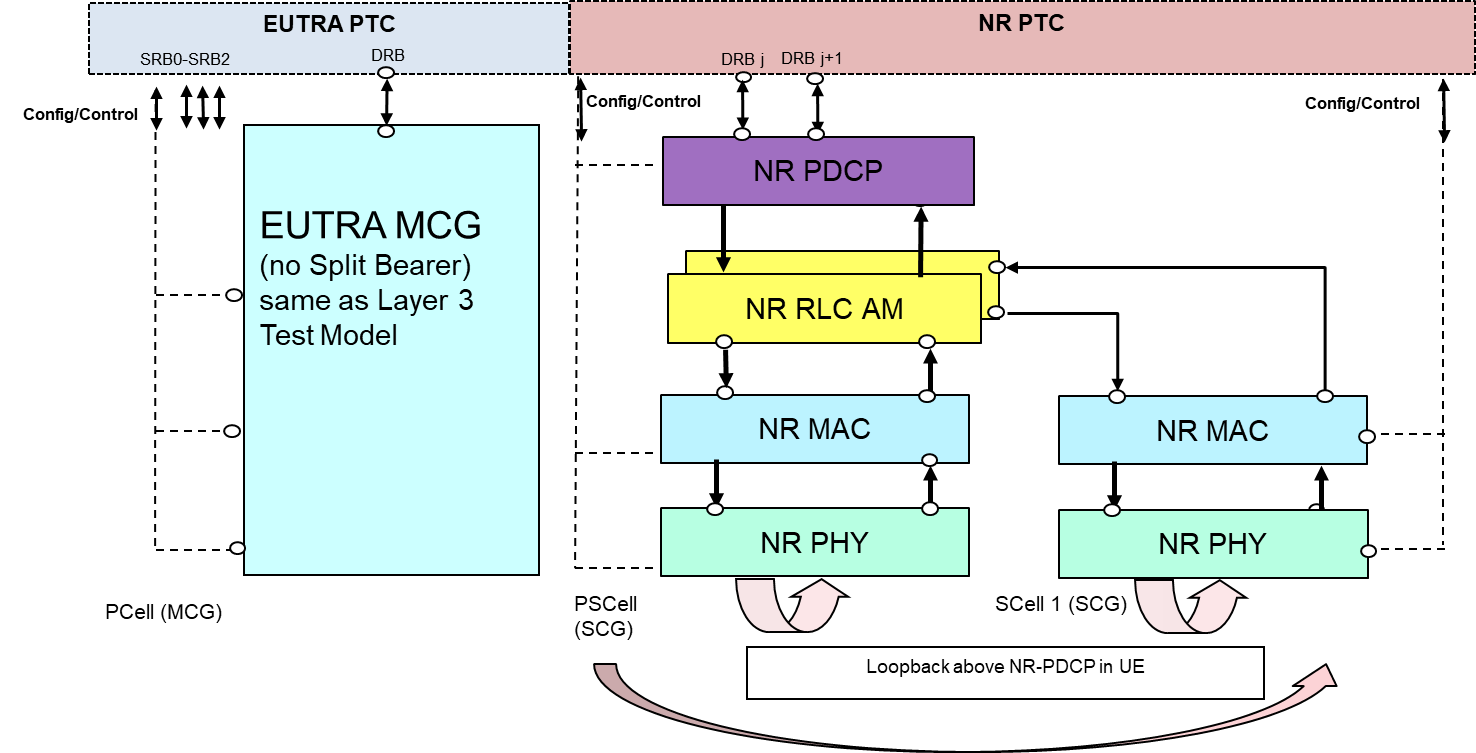 EUTRA PTC
NR PTC
SRB0-SRB2
DRB
DRB j
DRB j+1
Config/Control
Config/Control
Config/Control
NR PDCP
EUTRA MCG
(no Split Bearer)
same as Layer 3
Test Model
NR RLC AM
NR MAC
NR MAC
NR PHY
NR PHY
PCell (MCG)
PSCell
(SCG)
SCell 1 (SCG)
Loopback above NR-PDCP in UE